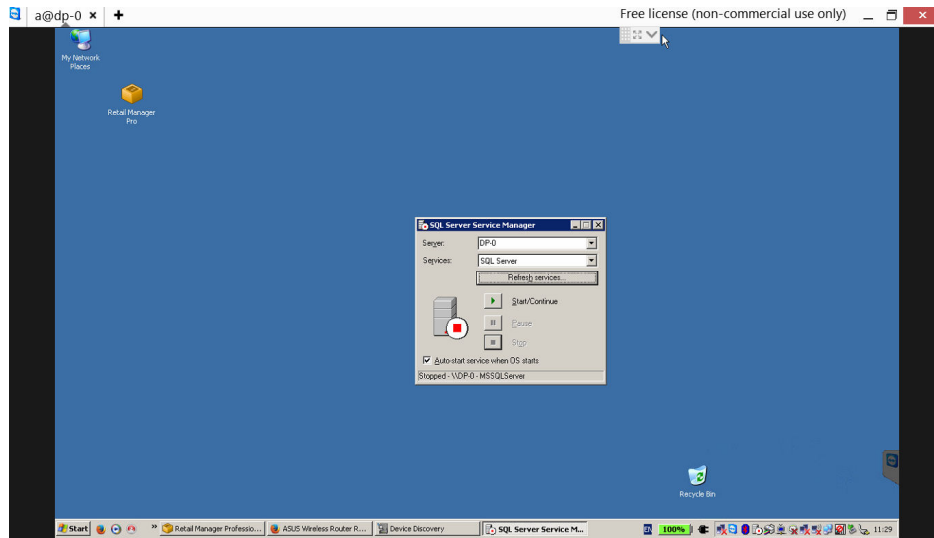 a@dp-0
Free license (non-commercial use only)
My Network
Places
Retail Manager
Pro
SQL Server Service Manager
Server:
DP-0
Services:
SQL Server
Refresh services...
Start/Continue
Pause
Stop
Auto-start service when OS starts
Stopped - \\DP-0 - MSSQLServer
Recycle Bin
Start
Retail Manager Professio...
ASUS Wireless Router R...
Device Discovery
SQL Server Service M...
EN
100%
11:29